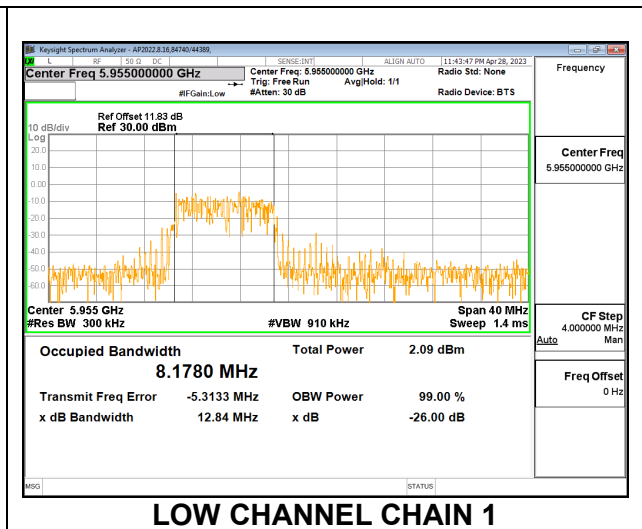 Keysight Spectrum Analyzer - AP2022.8.16,84740/44389,
L RF 50 Ω DC SENSE:INT ALIGN AUTO 11:43:47 PM Apr 28, 2023
Center Freq 5.955000000 GHz
Center Freq: 5.955000000 GHz Radio Std: None
Trig: Free Run Avg|Hold: 1/1
#IFGain:Low #Atten: 30 dB Radio Device: BTS
Ref Offset 11.83 dB
10 dB/div Ref 30.00 dBm
Log
20.0
10.0
0.00
-10.0
-20.0
-30.0
-40.0
-50.0
-60.0
Center 5.955 GHz Span 40 MHz
#Res BW 300 kHz #VBW 910 kHz Sweep 1.4 ms
Occupied Bandwidth Total Power 2.09 dBm
8.1780 MHz
Transmit Freq Error -5.3133 MHz OBW Power 99.00 %
x dB Bandwidth 12.84 MHz x dB -26.00 dB
MSG STATUS
Frequency
Center Freq
5.955000000 GHz
CF Step
4.000000 MHz
Auto Man
Freq Offset
0 Hz
LOW CHANNEL CHAIN 1